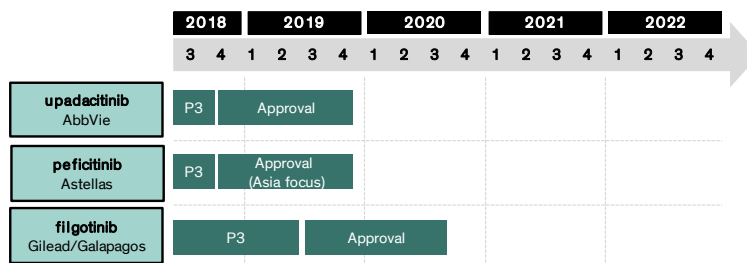 2018 2019 2020 2021 2022
3 4 1 2 3 4 1 2 3 4 1 2 3 4 1 2 3 4
upadacitinib
AbbVie
P3 Approval
peficitinib
Astellas
P3 Approval
(Asia focus)
filgotinib
Gilead/Galapagos
P3 Approval